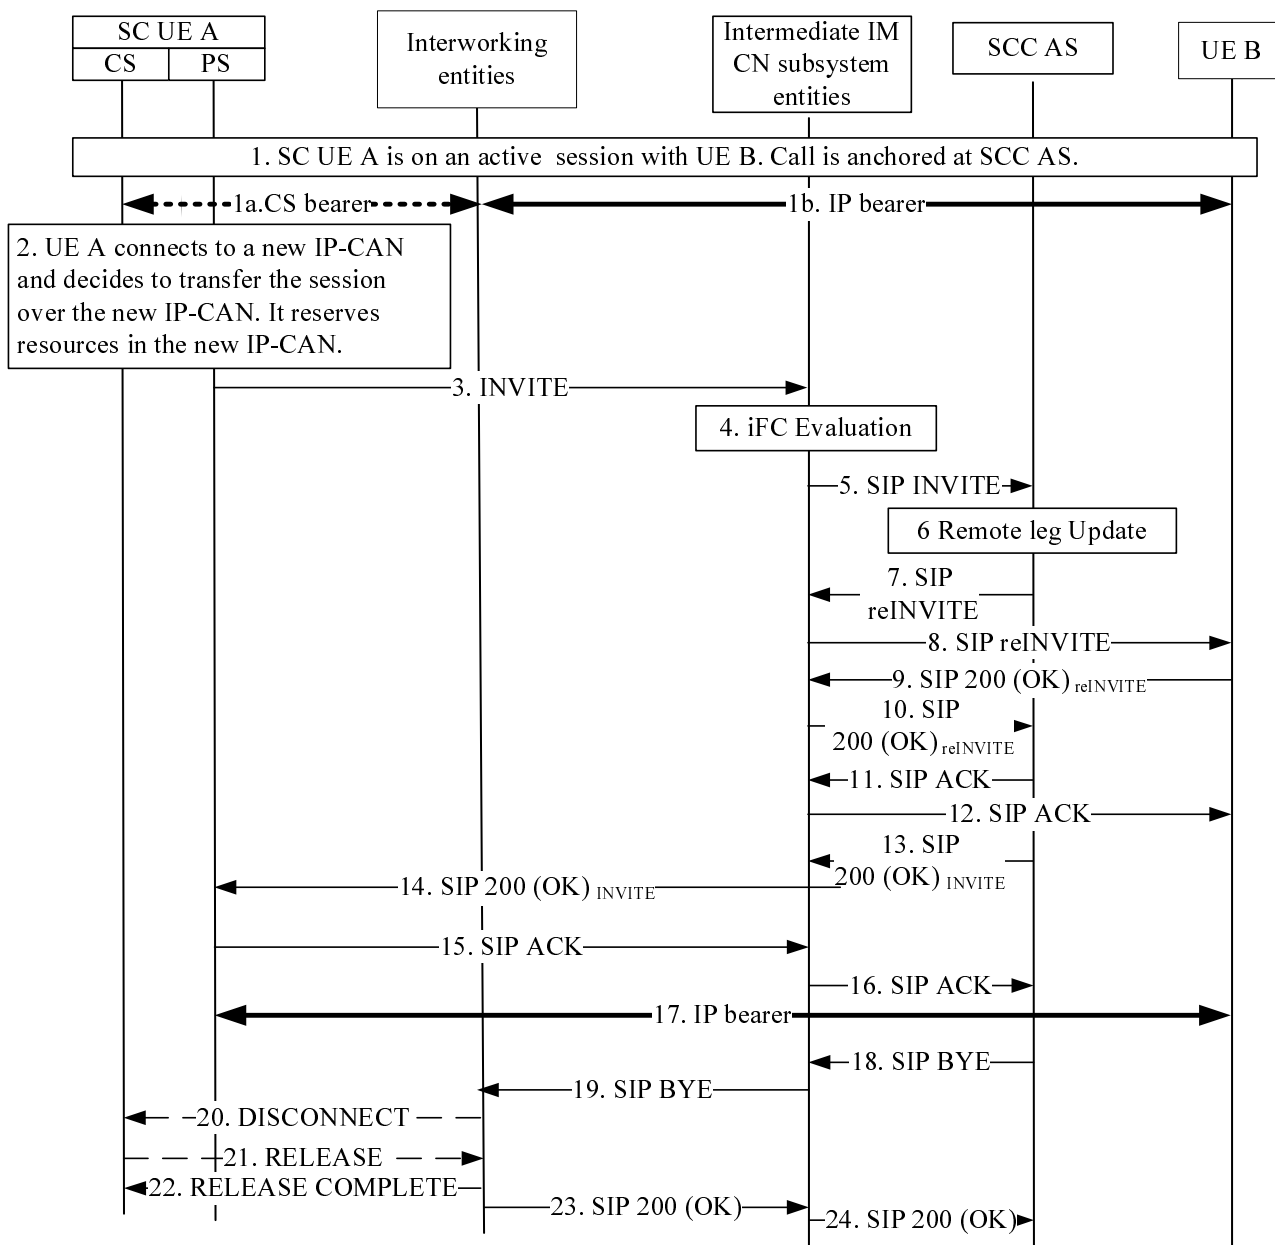 SC UE A
CS
PS
Interworking
entities
Intermediate IM
CN subsystem
entities
SCC AS
UE B
1. SC UE A is on an active  session with UE B. Call is anchored at SCC AS.
1a.CS bearer
1b. IP bearer
2. UE A connects to a new IP-CAN
and decides to transfer the session
over the new IP-CAN. It reserves
resources in the new IP-CAN.
3. INVITE
4. iFC Evaluation
5. SIP INVITE
6 Remote leg Update
7. SIP
reINVITE
8. SIP reINVITE
9. SIP 200 (OK) reINVITE
10. SIP
200 (OK) reINVITE
11. SIP ACK
12. SIP ACK
13. SIP
200 (OK) INVITE
14. SIP 200 (OK) INVITE
15. SIP ACK
16. SIP ACK
17. IP bearer
18. SIP BYE
19. SIP BYE
20. DISCONNECT
21. RELEASE
22. RELEASE COMPLETE
23. SIP 200 (OK)
24. SIP 200 (OK)